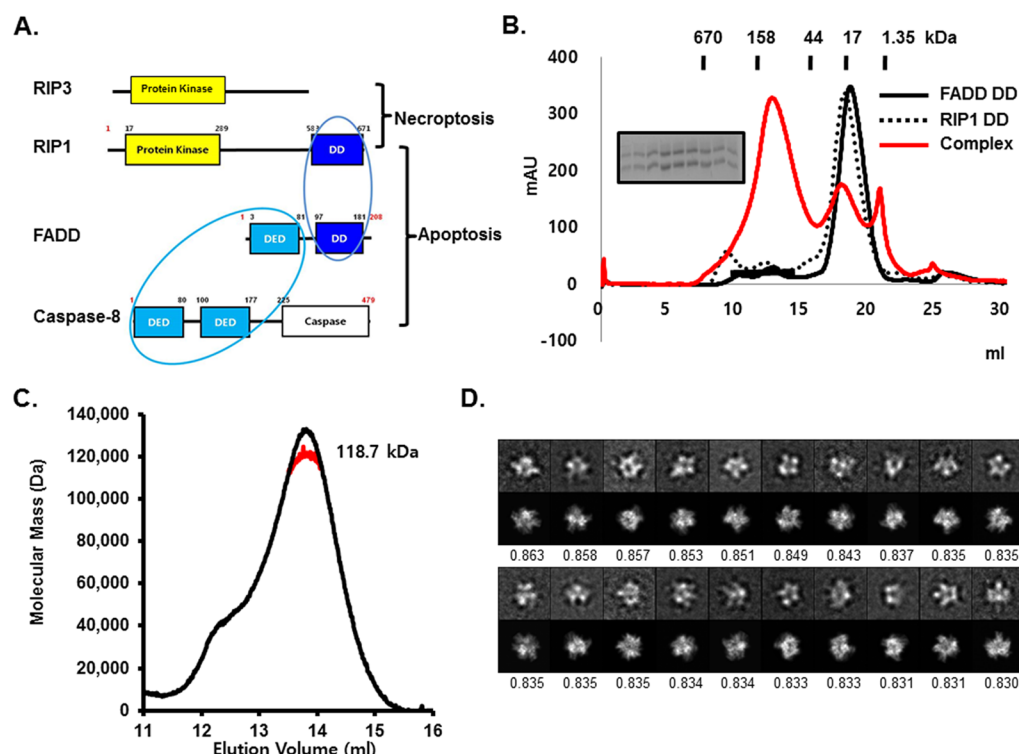 A.
RIP3
Protein Kinase
Necroptosis
1 17 289 583 671
RIP1
Protein Kinase
DD
1 3 81 97 181 208
FADD
DED
DD
Apoptosis
1 80 100 177 225 479
Caspase-8
DED
DED
Caspase
B.
670 158 44 17 1.35 kDa
400
300
200
100
0
-100
mAU
FADD DD
RIP1 DD
Complex
0 5 10 15 20 25 30
ml
C.
140,000
120,000
100,000
80,000
60,000
40,000
20,000
0
Molecular Mass (Da)
118.7 kDa
11 12 13 14 15 16
Elution Volume (ml)
D.
0.863 0.858 0.857 0.853 0.851 0.849 0.843 0.837 0.835 0.835
0.835 0.835 0.835 0.834 0.834 0.833 0.833 0.831 0.831 0.830